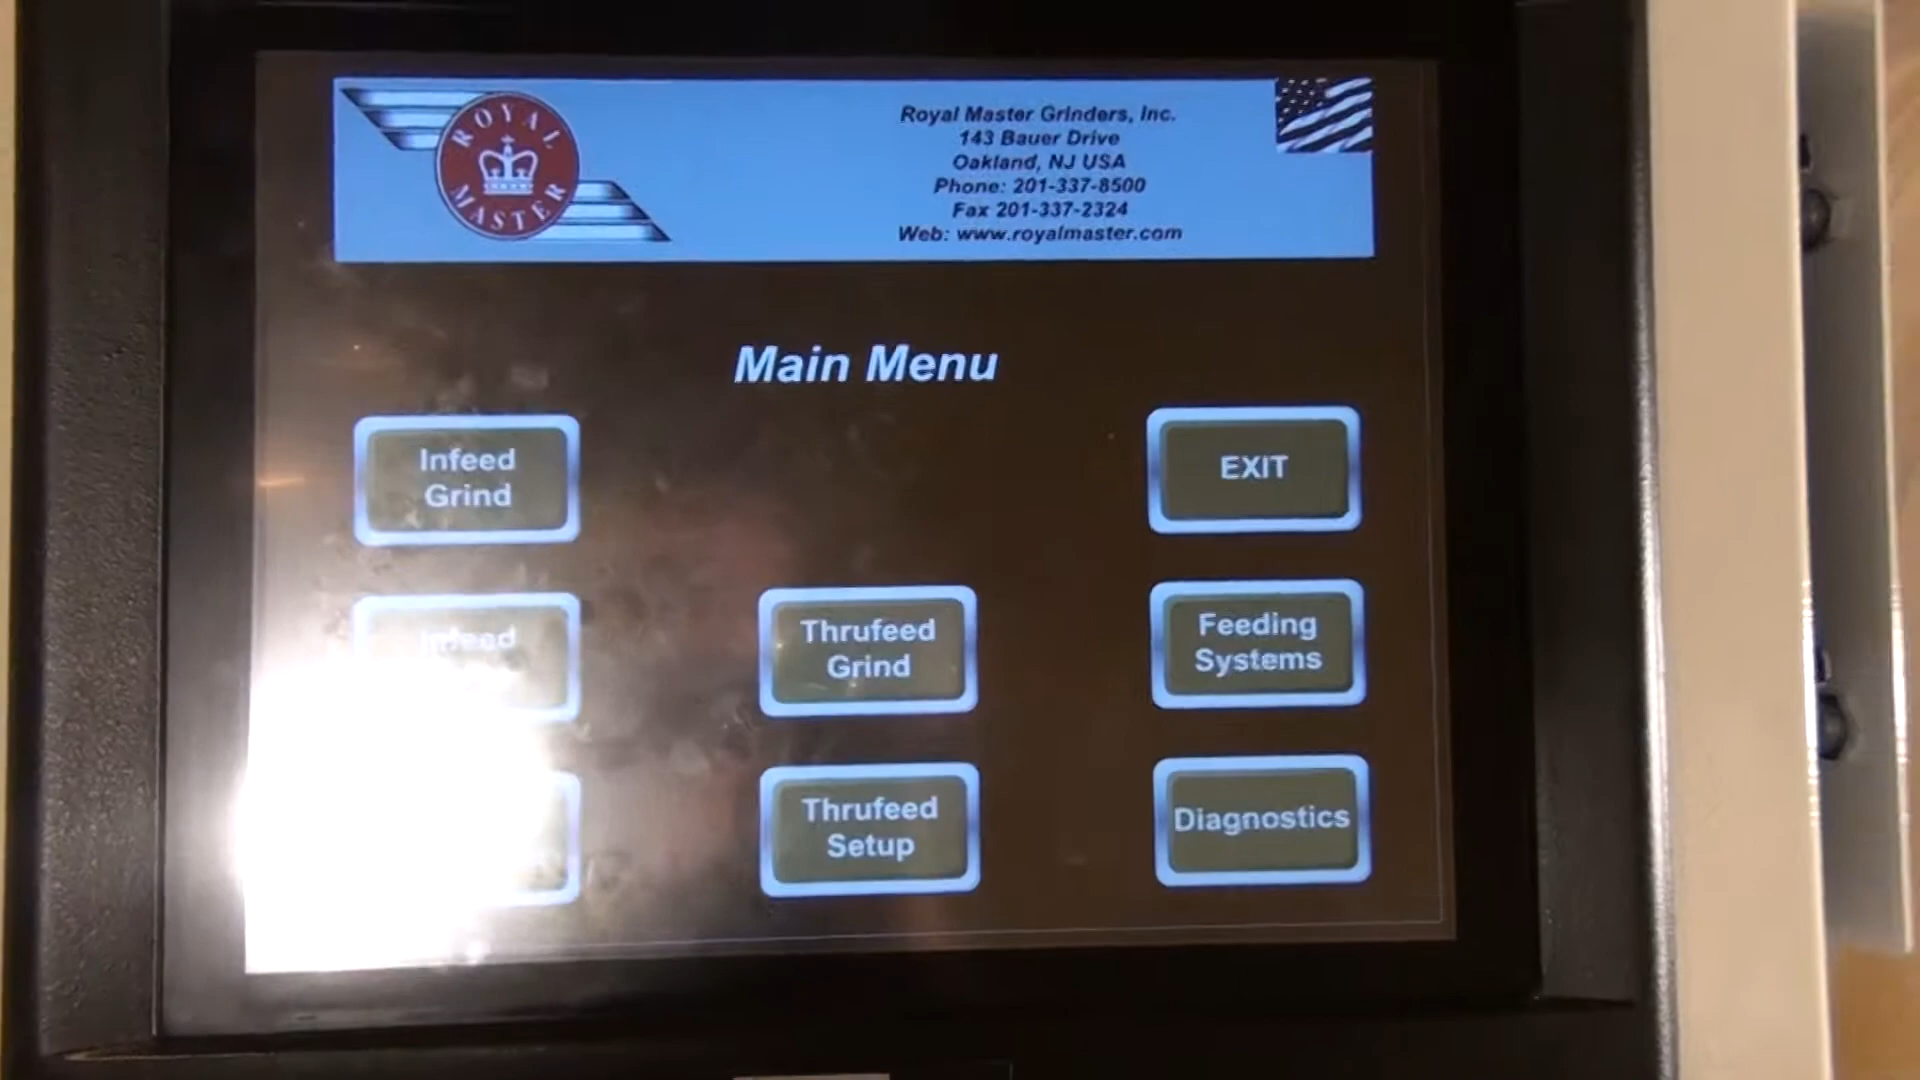 ROYAL
MASTER
Royal Master Grinders, Inc.
143 Bauer Drive
Oakland, NJ USA
Phone: 201-337-8500
Fax 201-337-2324
Web: www.royalmaster.com
Main Menu
Infeed
Grind
EXIT
Infeed
Thrufeed
Grind
Feeding
Systems
Thrufeed
Setup
Diagnostics